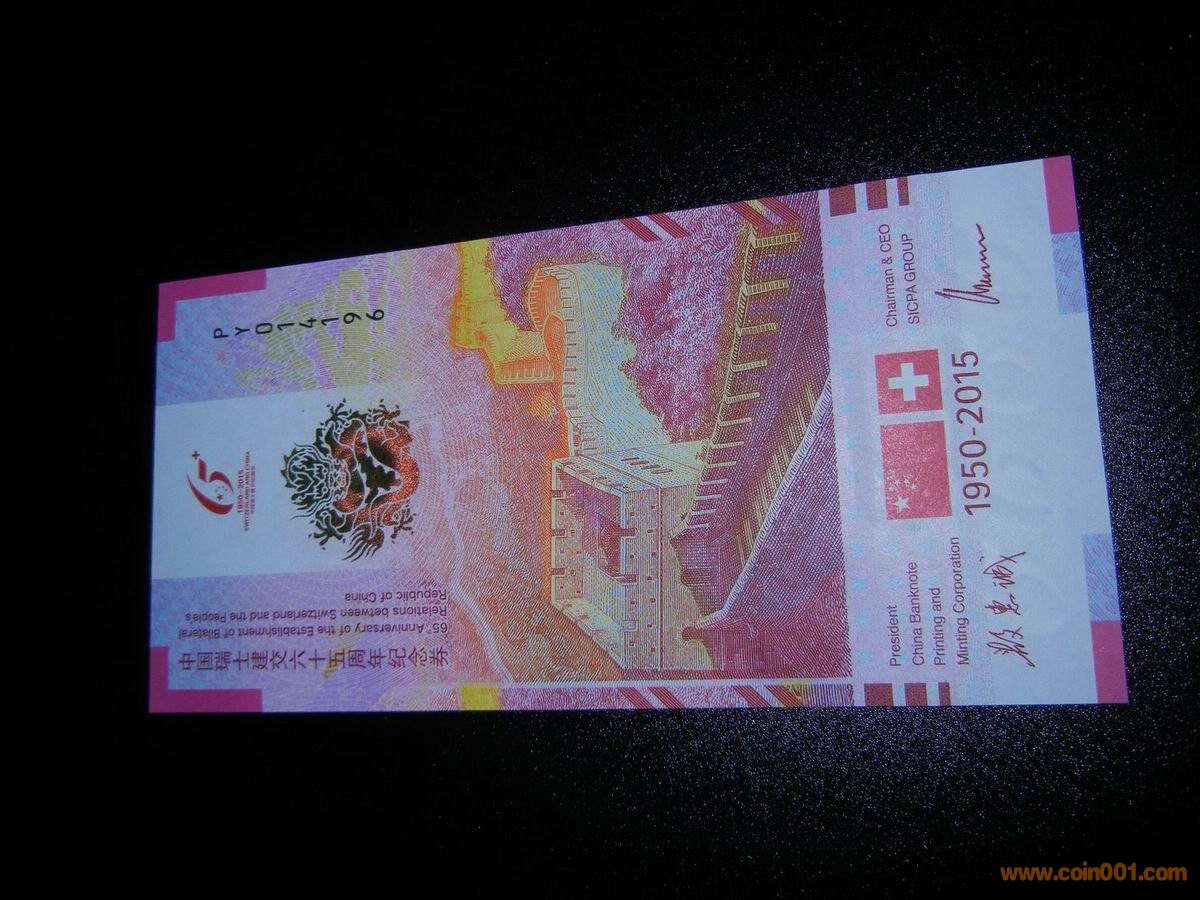 65
1950-2015
SWITZERLAND AND CHINA
PY014196
中国瑞士建交六十五周年纪念券
65th Anniversary of the Establishment of Bilateral
Relations between Switzerland and the People's
Republic of China
President
China Banknote
Printing and
Minting Corporation
Chairman & CEO
SICPA GROUP
1950-2015
www.coin001.com